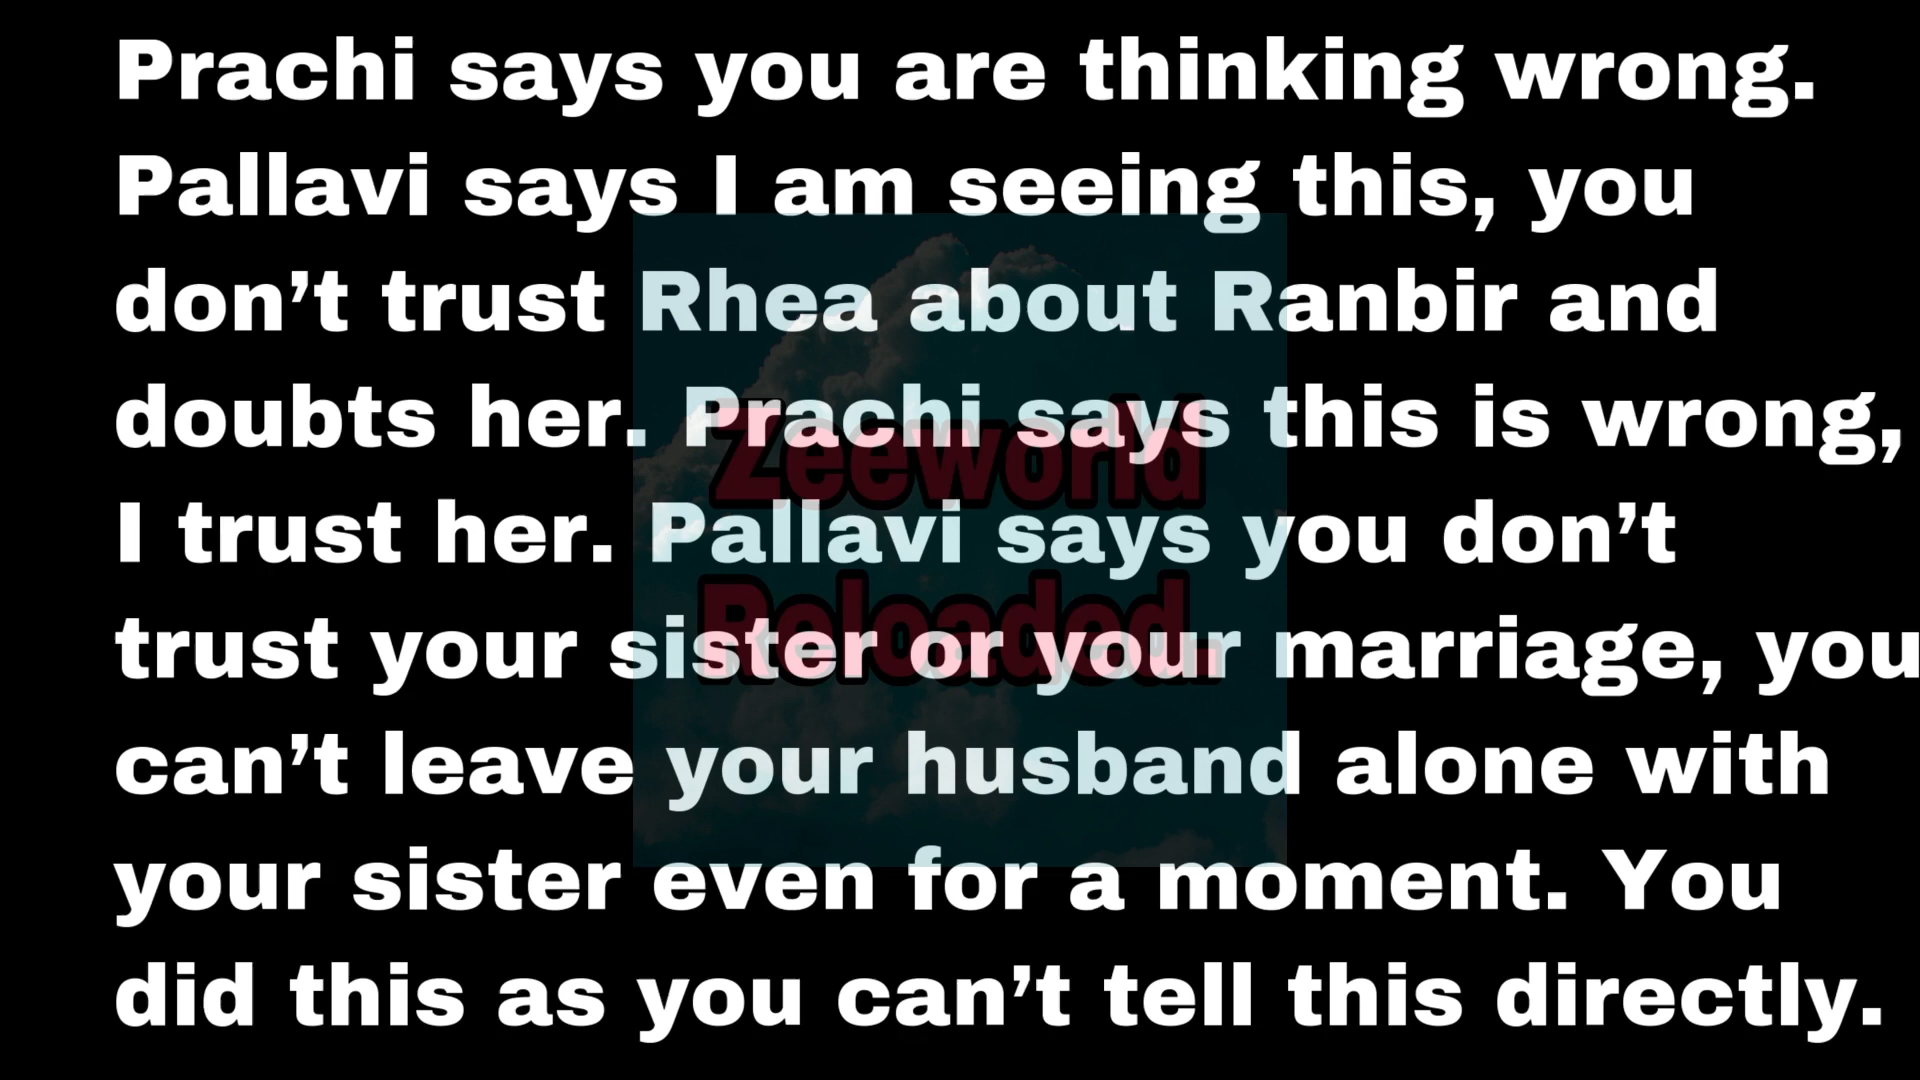 Prachi says you are thinking wrong.
Pallavi says I am seeing this, you
don’t trust Rhea about Ranbir and
doubts her. Prachi says this is wrong,
Zeeworld
I trust her. Pallavi says you don’t
Reloaded.
trust your sister or your marriage, you
can’t leave your husband alone with
your sister even for a moment. You
did this as you can’t tell this directly.